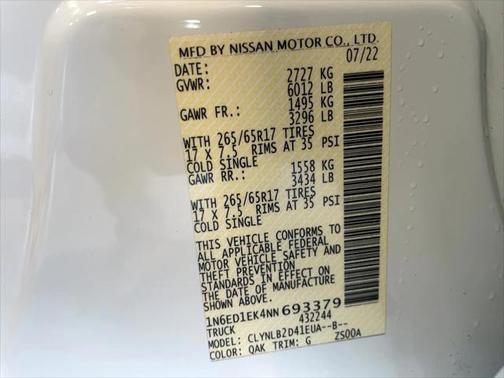 MFD BY NISSAN MOTOR CO., LTD.
DATE: 07/22
GVWR: 2727 KG
6012 LB
GAWR FR.: 1495 KG
3296 LB
WITH 265/65R17 TIRES
17 X 7.5 RIMS AT 35 PSI
COLD SINGLE
GAWR RR.: 1558 KG
3434 LB
WITH 265/65R17 TIRES
17 X 7.5 RIMS AT 35 PSI
COLD SINGLE
THIS VEHICLE CONFORMS TO
ALL APPLICABLE FEDERAL
MOTOR VEHICLE SAFETY AND
THEFT PREVENTION
STANDARDS IN EFFECT ON
THE DATE OF MANUFACTURE
SHOWN ABOVE.
1N6ED1EK4NN693379
TRUCK 432244
MODEL: CLYNLB2D41EUA--B--
COLOR: QAK TRIM: G ZS00A